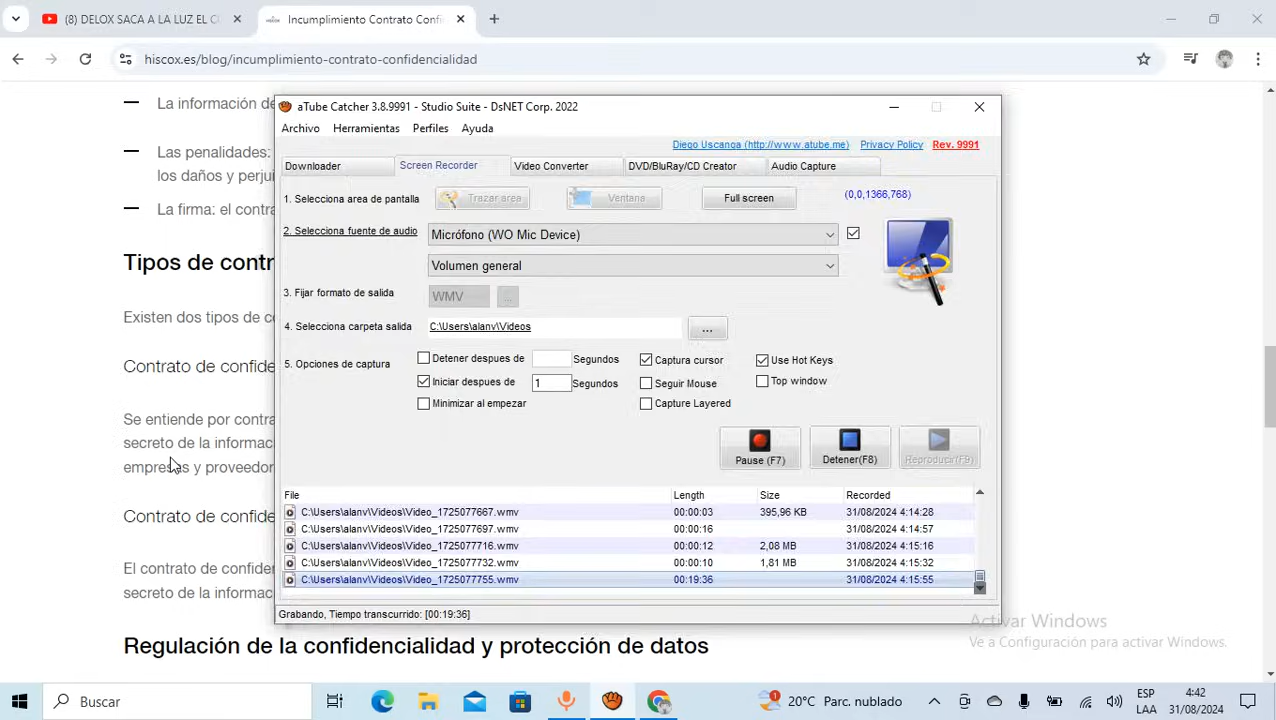 (8) DELOX SACA A LA LUZ EL C
Incumplimiento Contrato Confi
hiscox.es/blog/incumplimiento-contrato-confidencialidad
La información de
Las penalidades:
los daños y perju
La firma: el contra
Tipos de contr
Existen dos tipos de co
Contrato de confide
Se entiende por contra
secreto de la informac
empresas y proveedor
Contrato de confide
El contrato de confiden
secreto de la informac
Regulación de la confidencialidad y protección de datos
aTube Catcher 3.8.9991 - Studio Suite - DsNET Corp. 2022
Archivo Herramientas Perfiles Ayuda
Diego Uscanga (http://www.atube.me) Privacy Policy Rev. 9991
Downloader Screen Recorder Video Converter DVD/BluRay/CD Creator Audio Capture
1. Selecciona area de pantalla Trazar area Ventana Full screen (0,0,1366,768)
2. Selecciona fuente de audio Micrófono (WO Mic Device)
Volumen general
3. Fijar formato de salida WMV ...
4. Selecciona carpeta salida C:\Users\alanv\Videos ...
5. Opciones de captura Detener despues de Segundos Captura cursor Use Hot Keys
Iniciar despues de 1 Segundos Seguir Mouse Top window
Minimizar al empezar Capture Layered
Pause (F7) Detener(F8) Reproducir(F9)
File Length Size Recorded
C:\Users\alanv\Videos\Video_1725077667.wmv 00:00:03 395,96 KB 31/08/2024 4:14:28
C:\Users\alanv\Videos\Video_1725077697.wmv 00:00:16 31/08/2024 4:14:57
C:\Users\alanv\Videos\Video_1725077716.wmv 00:00:12 2,08 MB 31/08/2024 4:15:16
C:\Users\alanv\Videos\Video_1725077732.wmv 00:00:10 1,81 MB 31/08/2024 4:15:32
C:\Users\alanv\Videos\Video_1725077755.wmv 00:19:36 31/08/2024 4:15:55
Grabando, Tiempo transcurrido: [00:19:36]
Activar Windows
Ve a Configuración para activar Windows.
Buscar
1
20°C Parc. nublado
ESP
LAA
4:42
31/08/2024